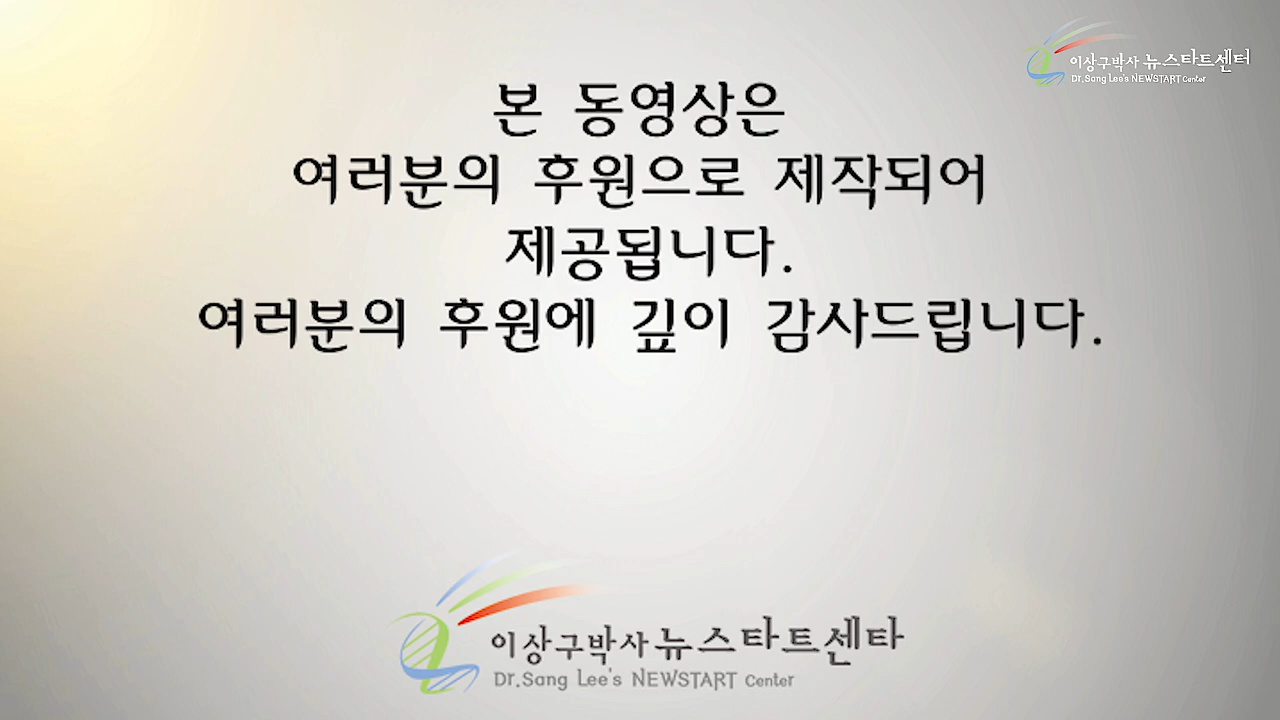 이상구박사 뉴스타트센터
Dr.Sang Lee's NEWSTART Center
본 동영상은
여러분의 후원으로 제작되어
제공됩니다.
여러분의 후원에 깊이 감사드립니다.
이상구박사 뉴스타트센타
Dr.Sang Lee's NEWSTART Center